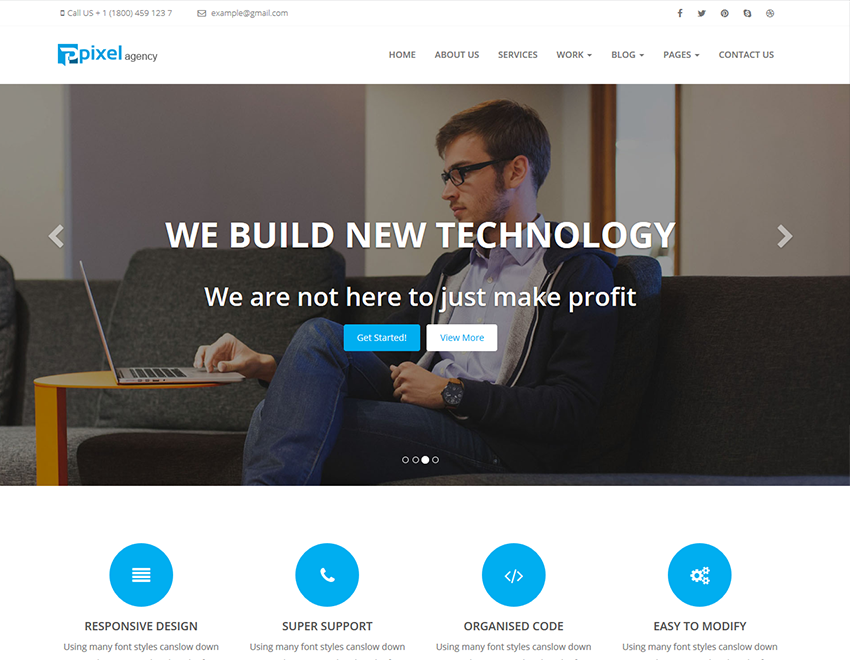 Call US + 1 (1800) 459 123 7 example@gmail.com
pixel agency
HOME ABOUT US SERVICES WORK BLOG PAGES CONTACT US
WE BUILD NEW TECHNOLOGY
We are not here to just make profit
Get Started! View More
RESPONSIVE DESIGN SUPER SUPPORT ORGANISED CODE EASY TO MODIFY
Using many font styles canslow down Using many font styles canslow down Using many font styles canslow down Using many font styles canslow down